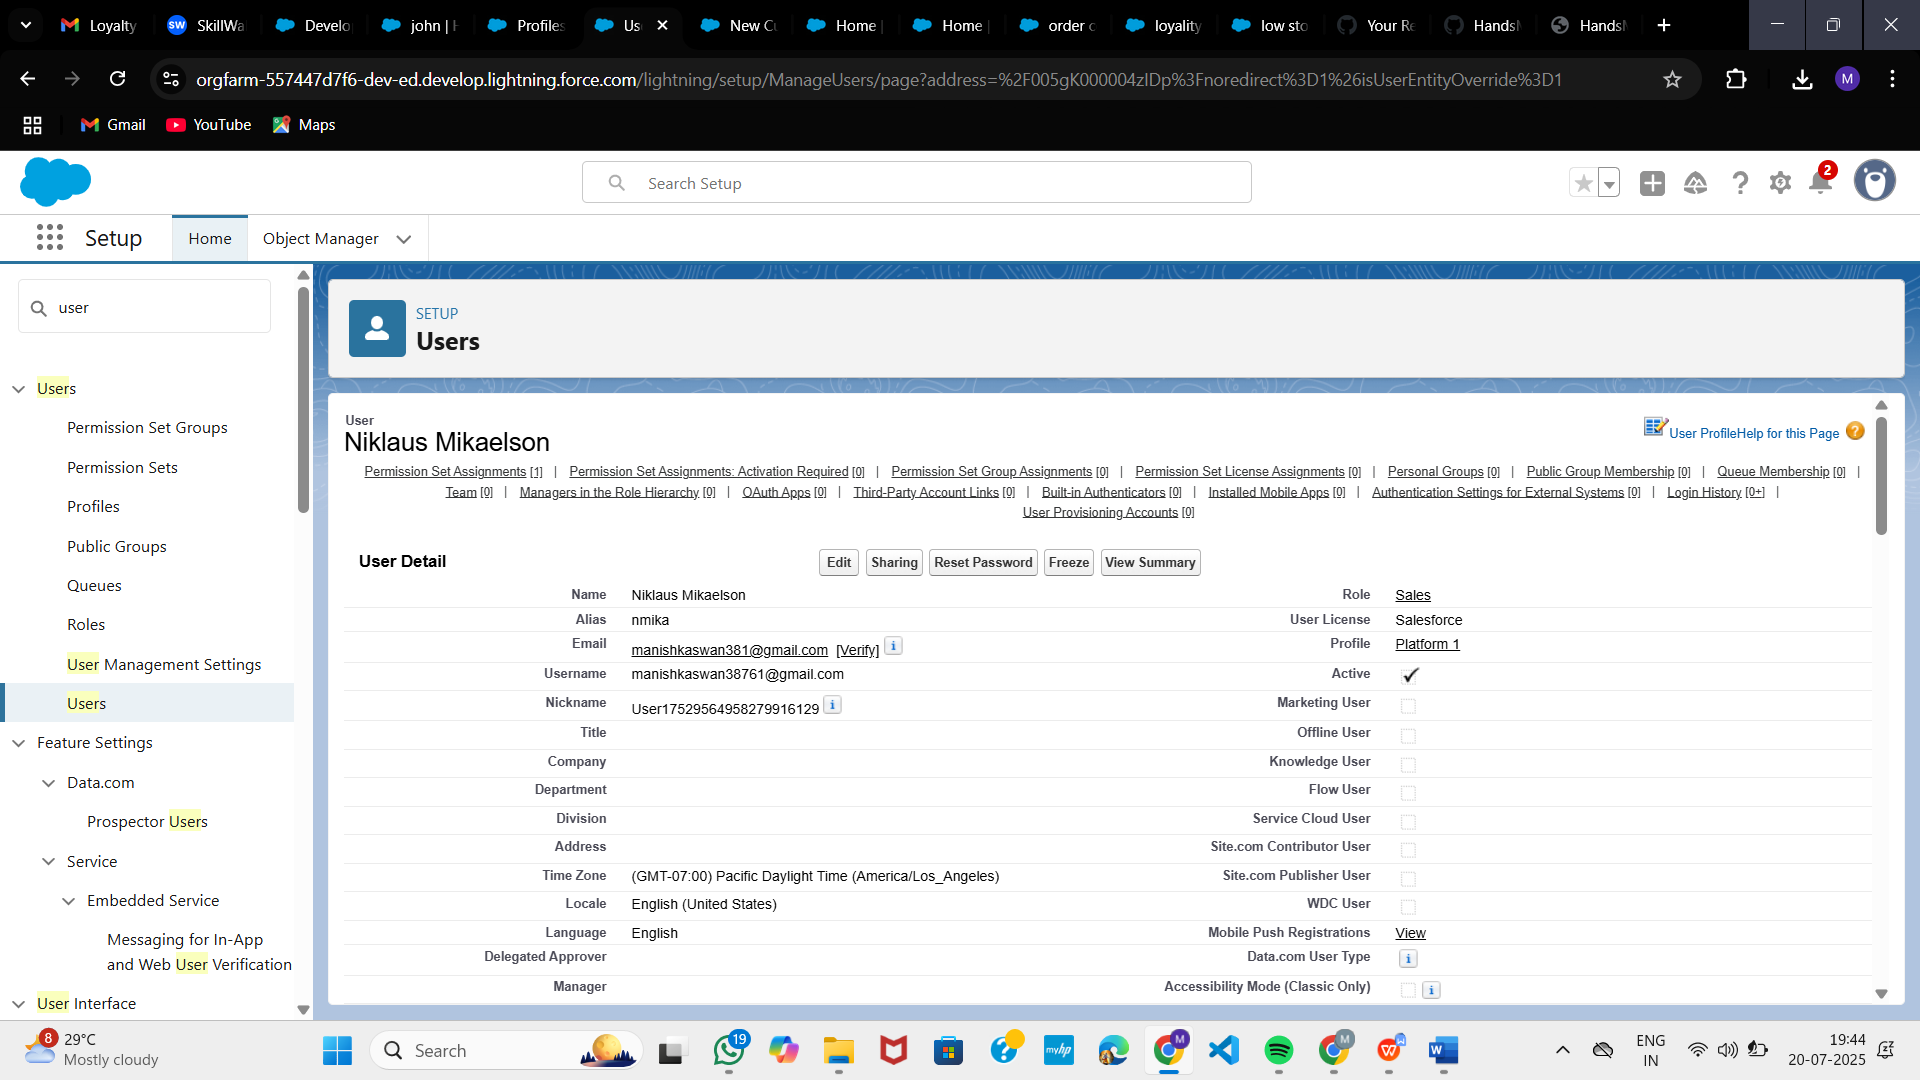 Loyalty
SkillWa
Develo
john | H
Profiles
Us
New Cu
Home |
Home |
order c
loyality
low sto
Your Re
HandsM
HandsM
orgfarm-557447d7f6-dev-ed.develop.lightning.force.com/lightning/setup/ManageUsers/page?address=%2F005gK000004zIDp%3Fnoredirect%3D1%26isUserEntityOverride%3D1
M
Gmail YouTube Maps
Search Setup
2
Setup Home Object Manager
user
Users
Permission Set Groups
Permission Sets
Profiles
Public Groups
Queues
Roles
User Management Settings
Users
Feature Settings
Data.com
Prospector Users
Service
Embedded Service
Messaging for In-App
and Web User Verification
User Interface
SETUP
Users
User
Niklaus Mikaelson
User Profile Help for this Page ?
Permission Set Assignments [1] | Permission Set Assignments: Activation Required [0] | Permission Set Group Assignments [0] | Permission Set License Assignments [0] | Personal Groups [0] | Public Group Membership [0] | Queue Membership [0] |
Team [0] | Managers in the Role Hierarchy [0] | OAuth Apps [0] | Third-Party Account Links [0] | Built-in Authenticators [0] | Installed Mobile Apps [0] | Authentication Settings for External Systems [0] | Login History [0+] |
User Provisioning Accounts [0]
User Detail Edit Sharing Reset Password Freeze View Summary
Name Niklaus Mikaelson Role Sales
Alias nmika User License Salesforce
Email manishkaswan381@gmail.com [Verify] i Profile Platform 1
Username manishkaswan38761@gmail.com Active
Nickname User17529564958279916129 i Marketing User
Title Offline User
Company Knowledge User
Department Flow User
Division Service Cloud User
Address Site.com Contributor User
Time Zone (GMT-07:00) Pacific Daylight Time (America/Los_Angeles) Site.com Publisher User
Locale English (United States) WDC User
Language English Mobile Push Registrations View
Delegated Approver Data.com User Type i
Manager Accessibility Mode (Classic Only) i
8 29°C
Mostly cloudy
Search
19
myhp
M
M
W
ENG
IN
19:44
20-07-2025